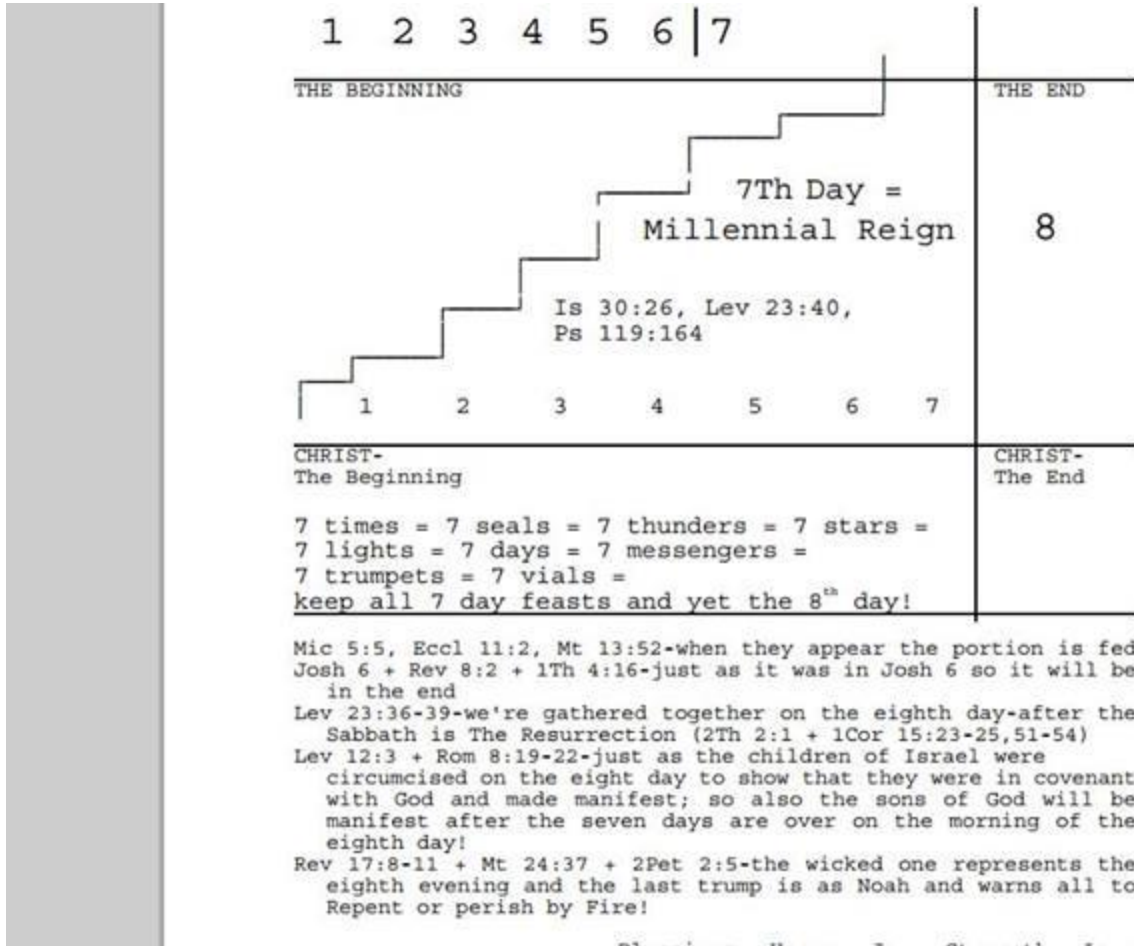 1 2 3 4 5 6 7
THE BEGINNING THE END
7Th Day =
Millennial Reign 8
Is 30:26, Lev 23:40,
Ps 119:164
1 2 3 4 5 6 7
CHRIST- CHRIST-
The Beginning The End
7 times = 7 seals = 7 thunders = 7 stars =
7 lights = 7 days = 7 messengers =
7 trumpets = 7 vials =
keep all 7 day feasts and yet the 8th day!
Mic 5:5, Eccl 11:2, Mt 13:52-when they appear the portion is fed
Josh 6 + Rev 8:2 + 1Th 4:16-just as it was in Josh 6 so it will be
in the end
Lev 23:36-39-we're gathered together on the eighth day-after the
Sabbath is The Resurrection (2Th 2:1 + 1Cor 15:23-25,51-54)
Lev 12:3 + Rom 8:19-22-just as the children of Israel were
circumcised on the eight day to show that they were in covenant
with God and made manifest; so also the sons of God will be
manifest after the seven days are over on the morning of the
eighth day!
Rev 17:8-11 + Mt 24:37 + 2Pet 2:5-the wicked one represents the
eighth evening and the last trump is as Noah and warns all to
Repent or perish by Fire!